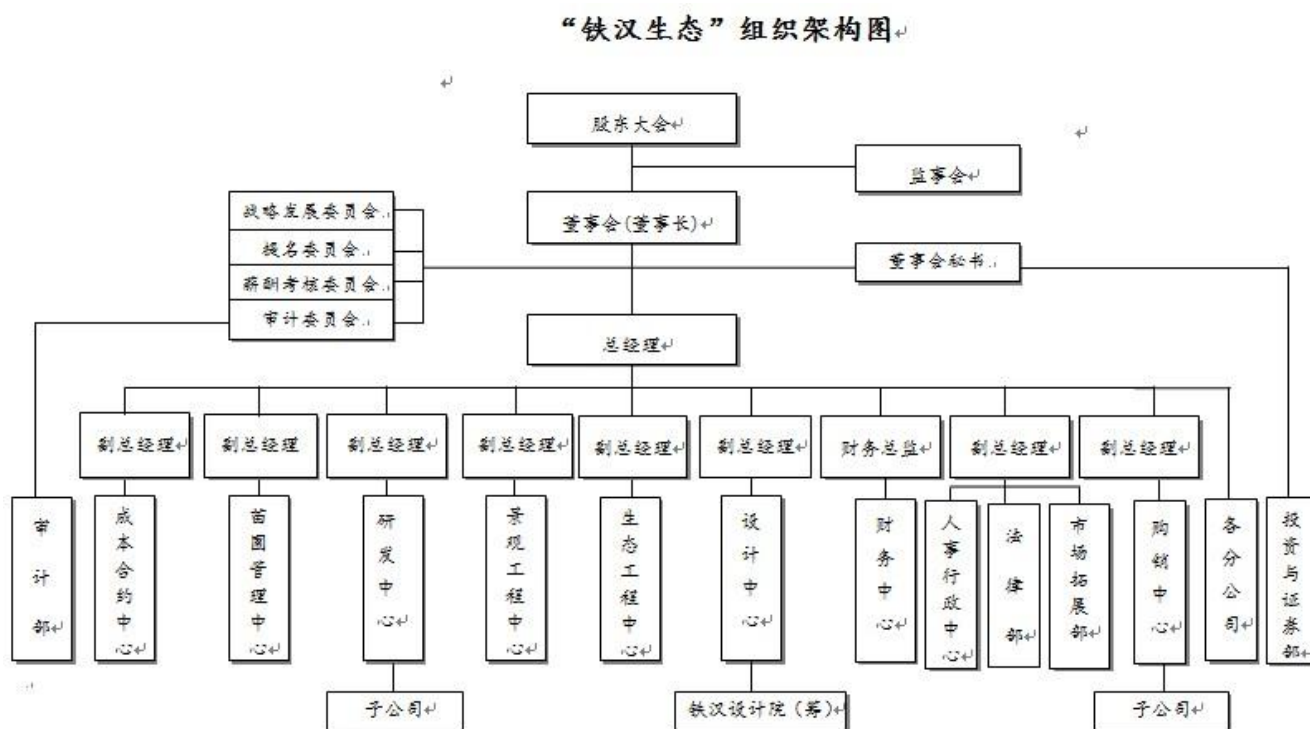 “铁汉生态”组织架构图
股东大会
监事会
董事会(董事长)
战略发展委员会
提名委员会
薪酬考核委员会
审计委员会
董事会秘书
总经理
副总经理
副总经理
副总经理
副总经理
副总经理
副总经理
财务总监
副总经理
副总经理
审计部
成本合约中心
苗圃管理中心
研发中心
景观工程中心
生态工程中心
设计中心
财务中心
人事行政中心
法律部
市场拓展部
购销中心
各分公司
投资与证券部
子公司
铁汉设计院(筹)
子公司